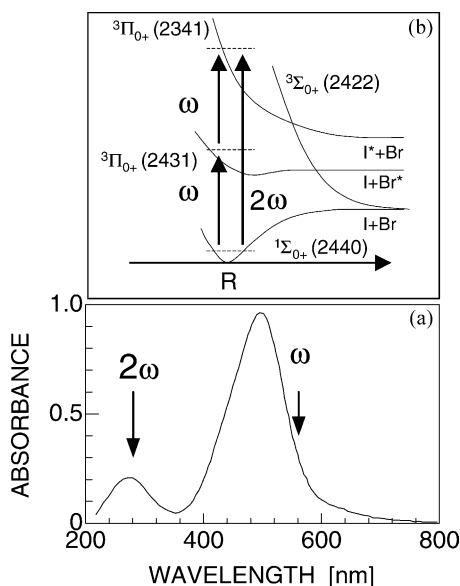 ³Π₀₊ (2341)
(b)
³Σ₀₊ (2422)
ω
I*+Br
³Π₀₊ (2431)
I+Br*
ω
2ω
I+Br
¹Σ₀₊ (2440)
R
1.0
(a)
2ω
ω
0.5
ABSORBANCE
0
200
400
600
800
WAVELENGTH [nm]